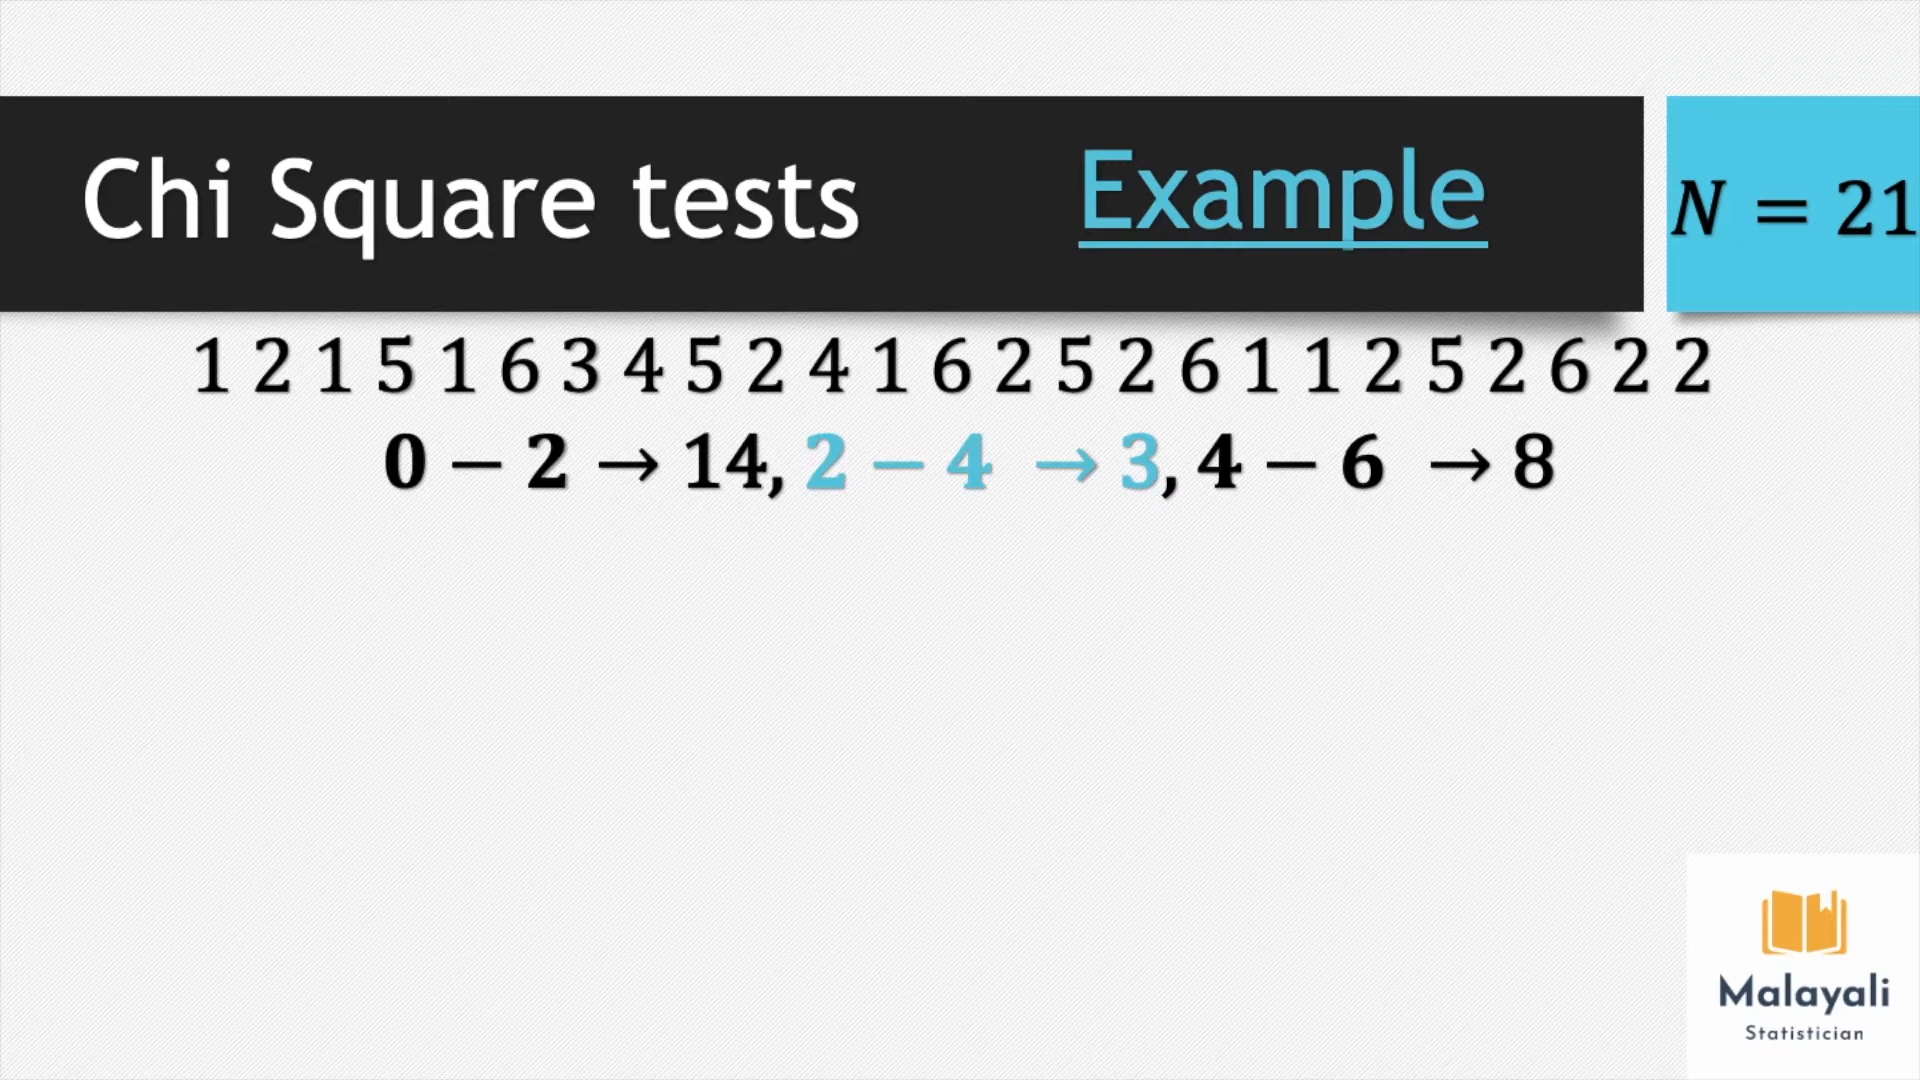 Chi Square tests Example N = 21
1 2 1 5 1 6 3 4 5 2 4 1 6 2 5 2 6 1 1 2 5 2 6 2 2
0 − 2 → 14, 2 − 4 → 3, 4 − 6 → 8
Malayali
Statistician